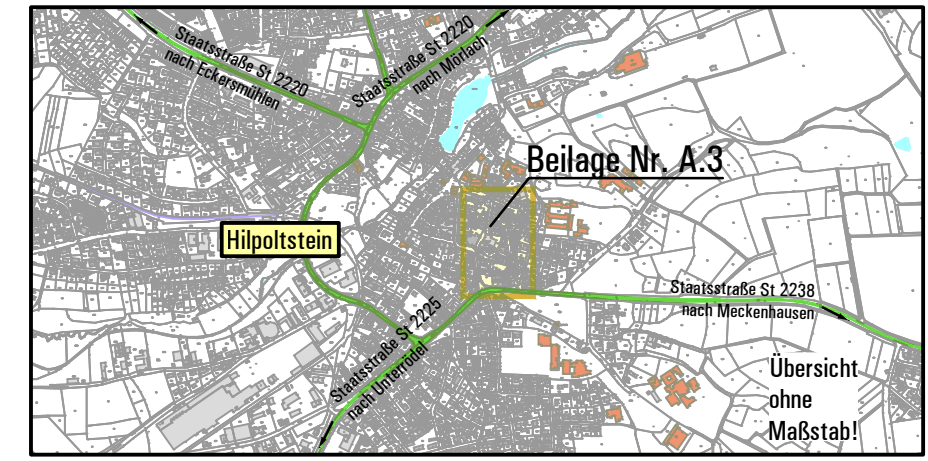 Staatsstraße St 2220
nach Eckersmühlen
Staatsstraße St 2220
nach Mörlach
Beilage Nr. A.3
Hilpoltstein
Staatsstraße St 2238
nach Meckenhausen
Staatsstraße St 2225
nach Unterrödel
Übersicht
ohne
Maßstab!